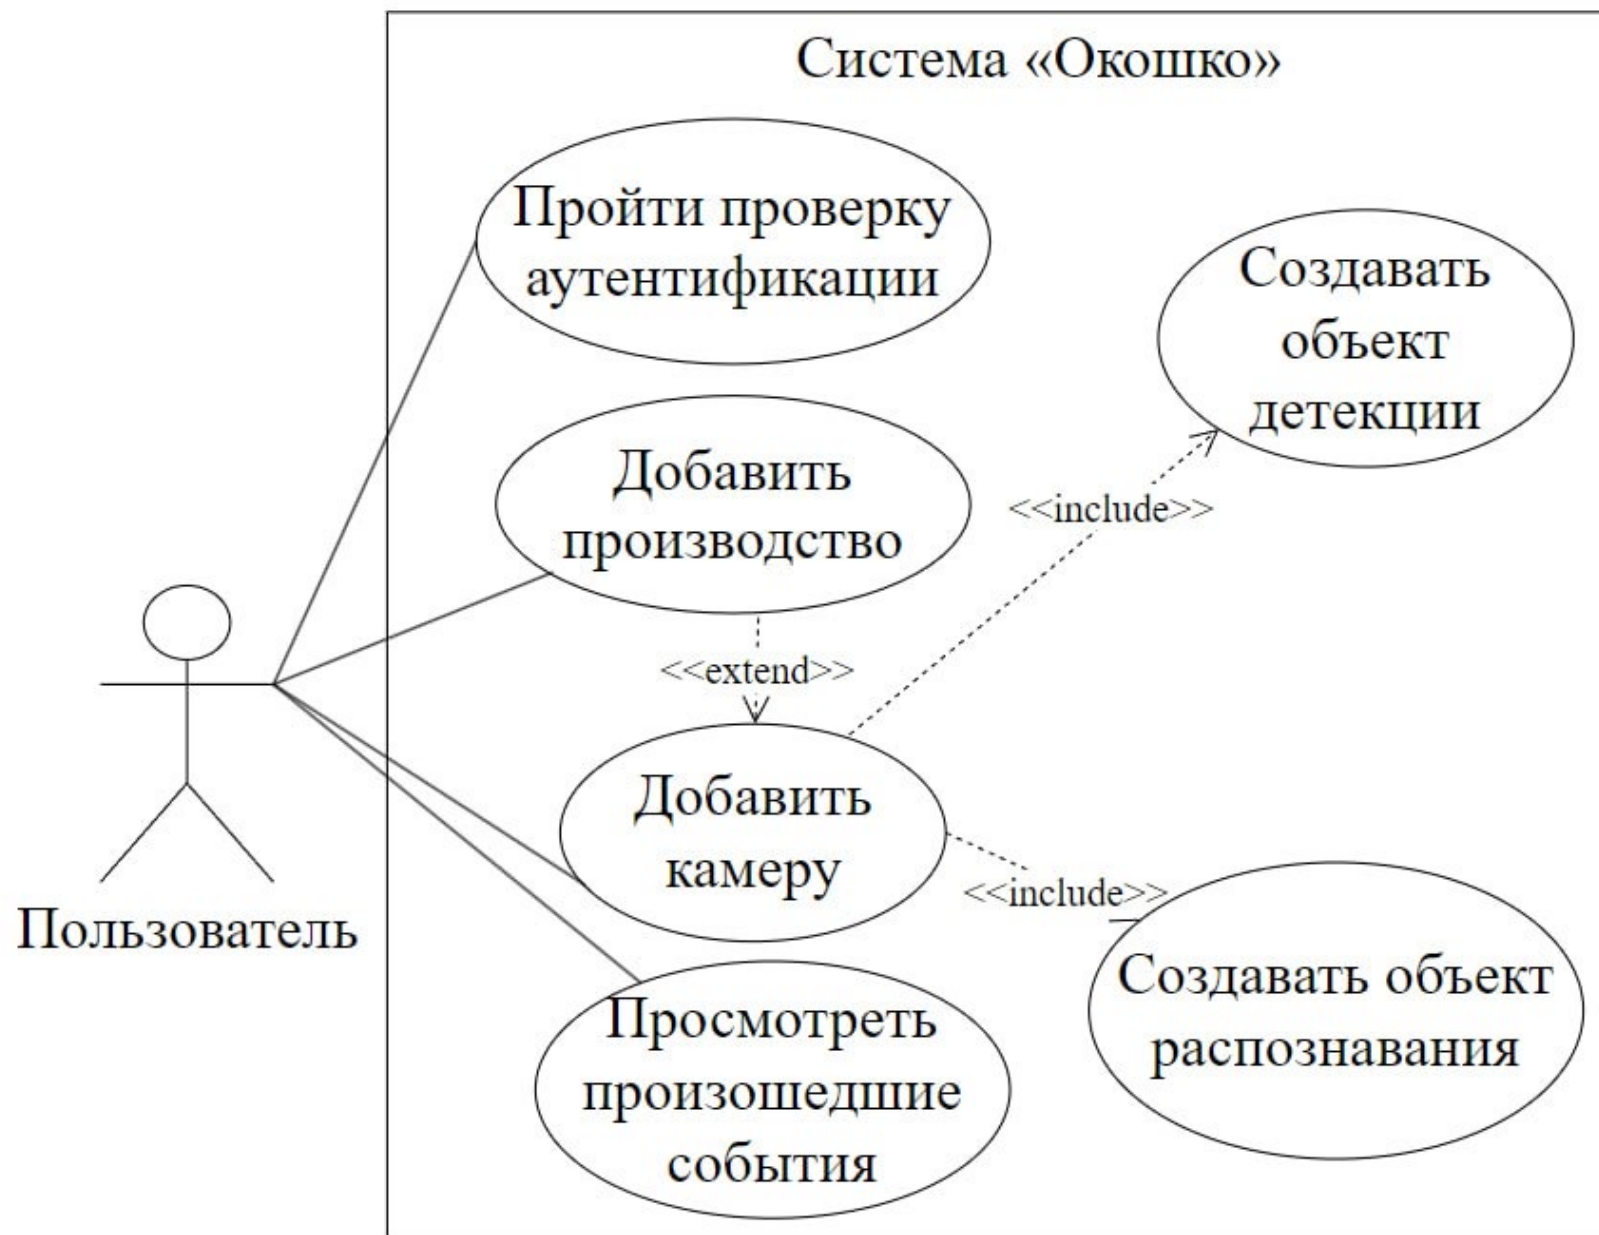 Система «Окошко»
Пройти проверку
аутентификации
Создавать
объект
детекции
Добавить
производство
<<include>>
<<extend>>
Добавить
камеру
<<include>>
Пользователь
Создавать объект
распознавания
Просмотреть
произошедшие
события